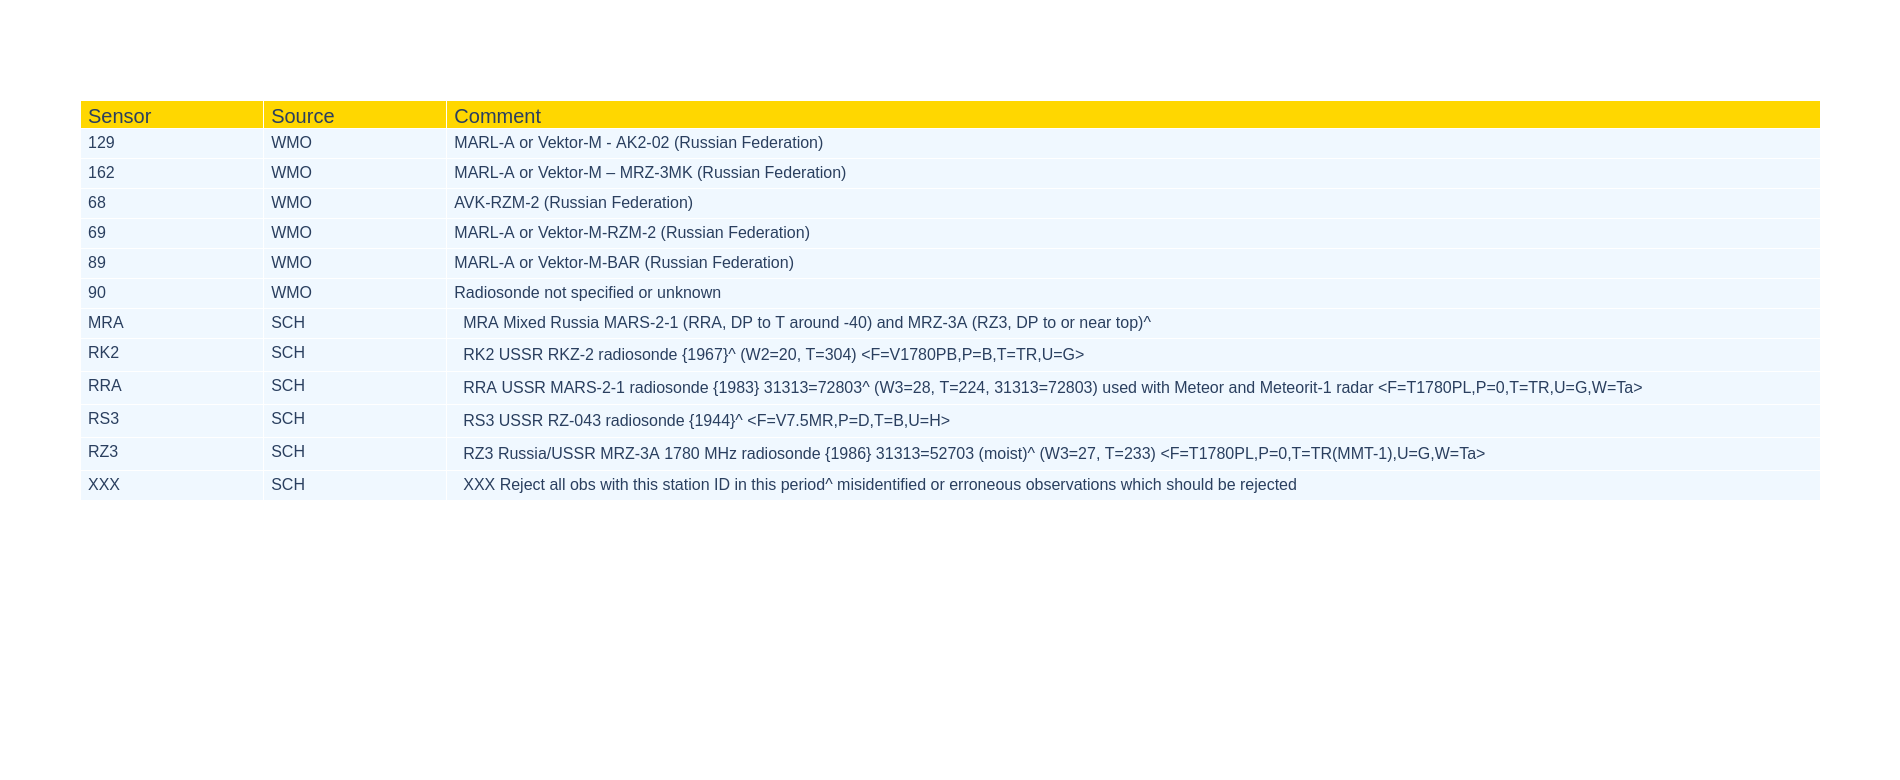 Sensor Source Comment
129 WMO MARL-A or Vektor-M - AK2-02 (Russian Federation)
162 WMO MARL-A or Vektor-M – MRZ-3MK (Russian Federation)
68 WMO AVK-RZM-2 (Russian Federation)
69 WMO MARL-A or Vektor-M-RZM-2 (Russian Federation)
89 WMO MARL-A or Vektor-M-BAR (Russian Federation)
90 WMO Radiosonde not specified or unknown
MRA SCH MRA Mixed Russia MARS-2-1 (RRA, DP to T around -40) and MRZ-3A (RZ3, DP to or near top)^
RK2 SCH RK2 USSR RKZ-2 radiosonde {1967}^ (W2=20, T=304) <F=V1780PB,P=B,T=TR,U=G>
RRA SCH RRA USSR MARS-2-1 radiosonde {1983} 31313=72803^ (W3=28, T=224, 31313=72803) used with Meteor and Meteorit-1 radar <F=T1780PL,P=0,T=TR,U=G,W=Ta>
RS3 SCH RS3 USSR RZ-043 radiosonde {1944}^ <F=V7.5MR,P=D,T=B,U=H>
RZ3 SCH RZ3 Russia/USSR MRZ-3A 1780 MHz radiosonde {1986} 31313=52703 (moist)^ (W3=27, T=233) <F=T1780PL,P=0,T=TR(MMT-1),U=G,W=Ta>
XXX SCH XXX Reject all obs with this station ID in this period^ misidentified or erroneous observations which should be rejected